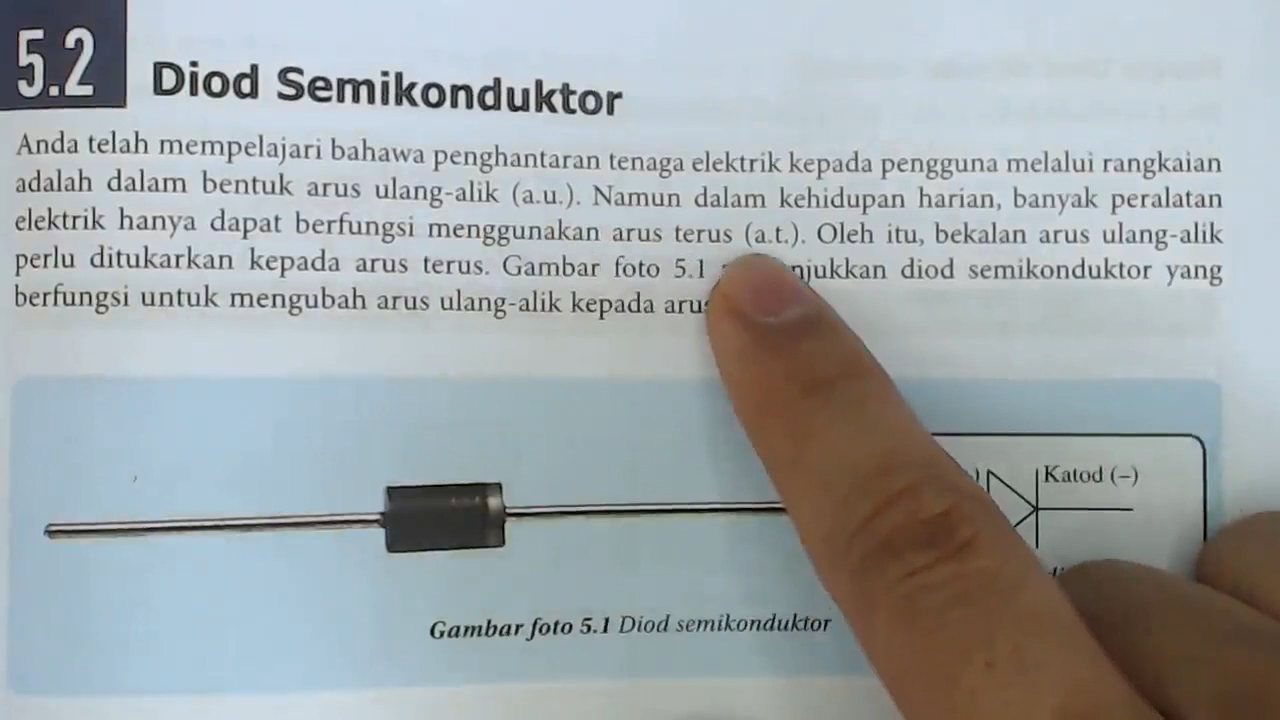 5.2
Diod Semikonduktor
Anda telah mempelajari bahawa penghantaran tenaga elektrik kepada pengguna melalui rangkaian
adalah dalam bentuk arus ulang-alik (a.u.). Namun dalam kehidupan harian, banyak peralatan
elektrik hanya dapat berfungsi menggunakan arus terus (a.t.). Oleh itu, bekalan arus ulang-alik
perlu ditukarkan kepada arus terus. Gambar foto 5.1 diod semikonduktor yang
berfungsi untuk mengubah arus ulang-alik kepada arus
Katod (–)
Gambar foto 5.1 Diod semikonduktor